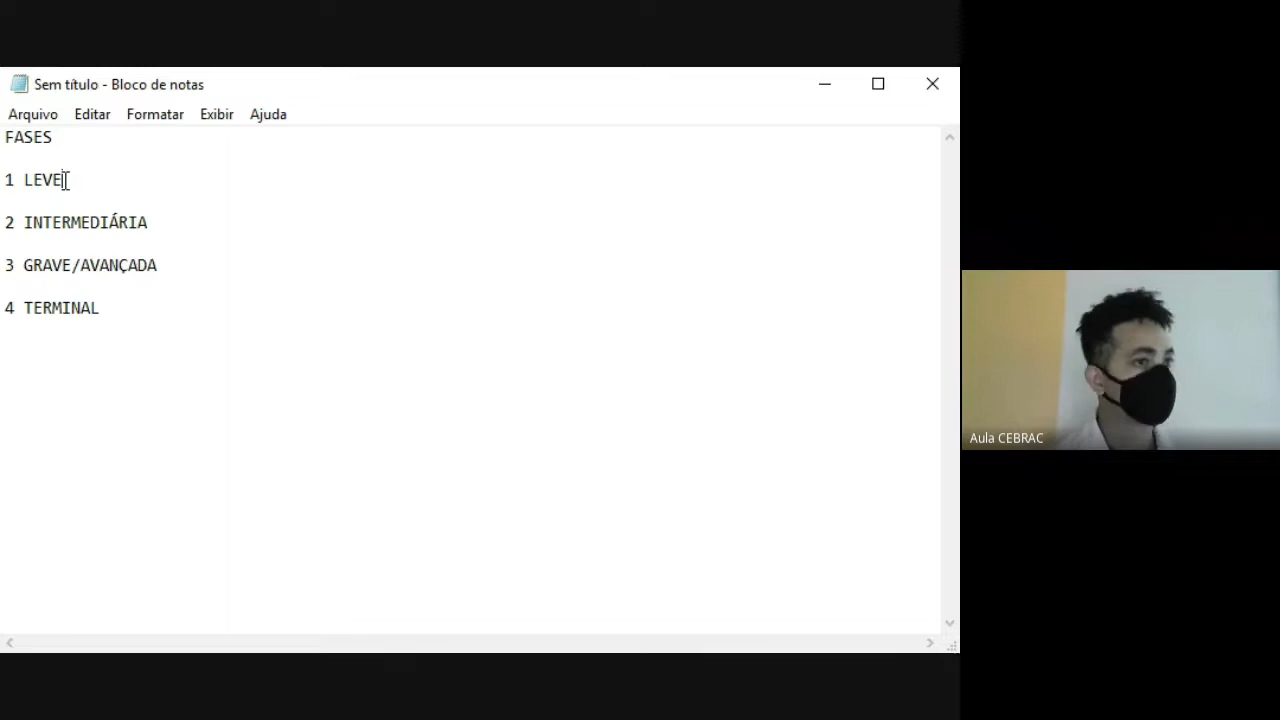 Sem título - Bloco de notas
Arquivo Editar Formatar Exibir Ajuda
FASES
1 LEVE
2 INTERMEDIÁRIA
3 GRAVE/AVANÇADA
4 TERMINAL
Aula CEBRAC